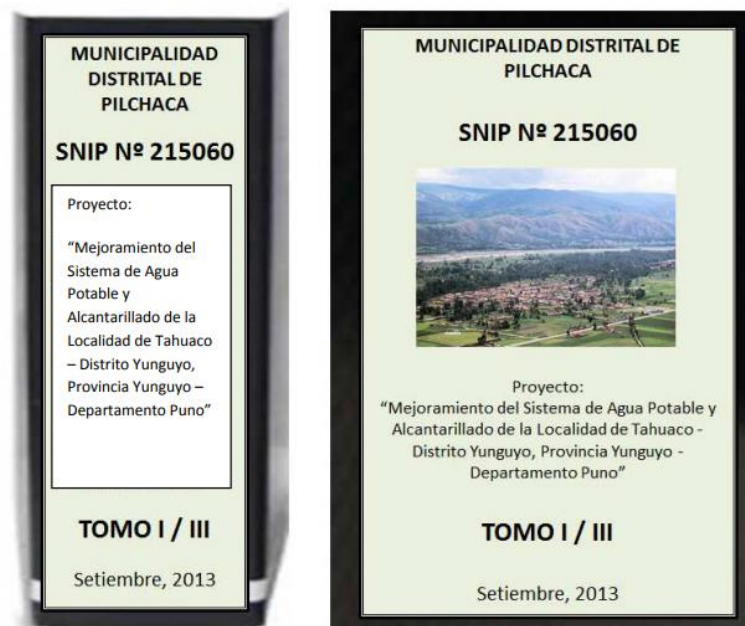 MUNICIPALIDAD
DISTRITAL DE
PILCHACA
SNIP Nº 215060
Proyecto:
“Mejoramiento del
Sistema de Agua
Potable y
Alcantarillado de la
Localidad de Tahuaco
– Distrito Yunguyo,
Provincia Yunguyo –
Departamento Puno”
TOMO I / III
Setiembre, 2013
MUNICIPALIDAD DISTRITAL DE
PILCHACA
SNIP Nº 215060
Proyecto:
“Mejoramiento del Sistema de Agua Potable y
Alcantarillado de la Localidad de Tahuaco -
Distrito Yunguyo, Provincia Yunguyo -
Departamento Puno”
TOMO I / III
Setiembre, 2013